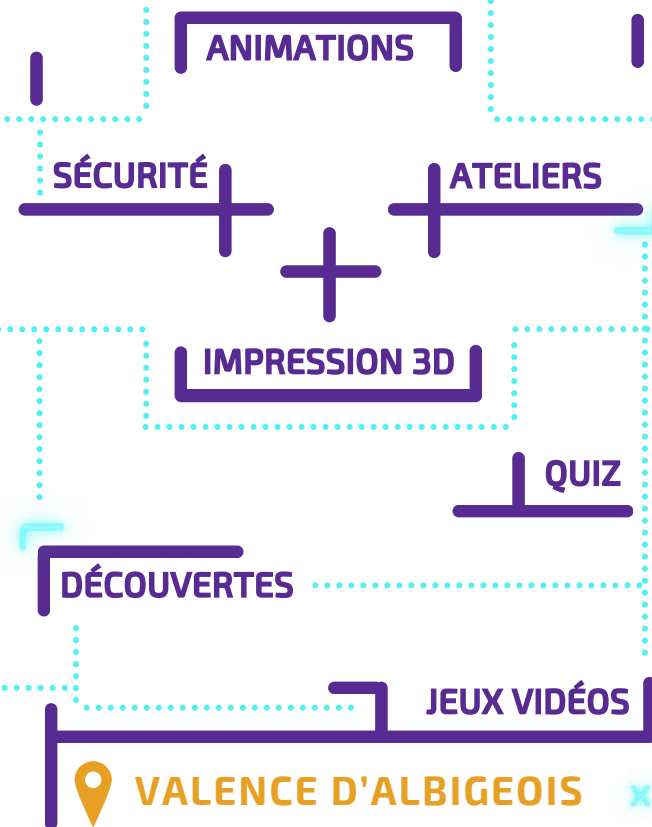 ANIMATIONS
SÉCURITÉ
ATELIERS
IMPRESSION 3D
QUIZ
DÉCOUVERTES
JEUX VIDÉOS
VALENCE D'ALBIGEOIS